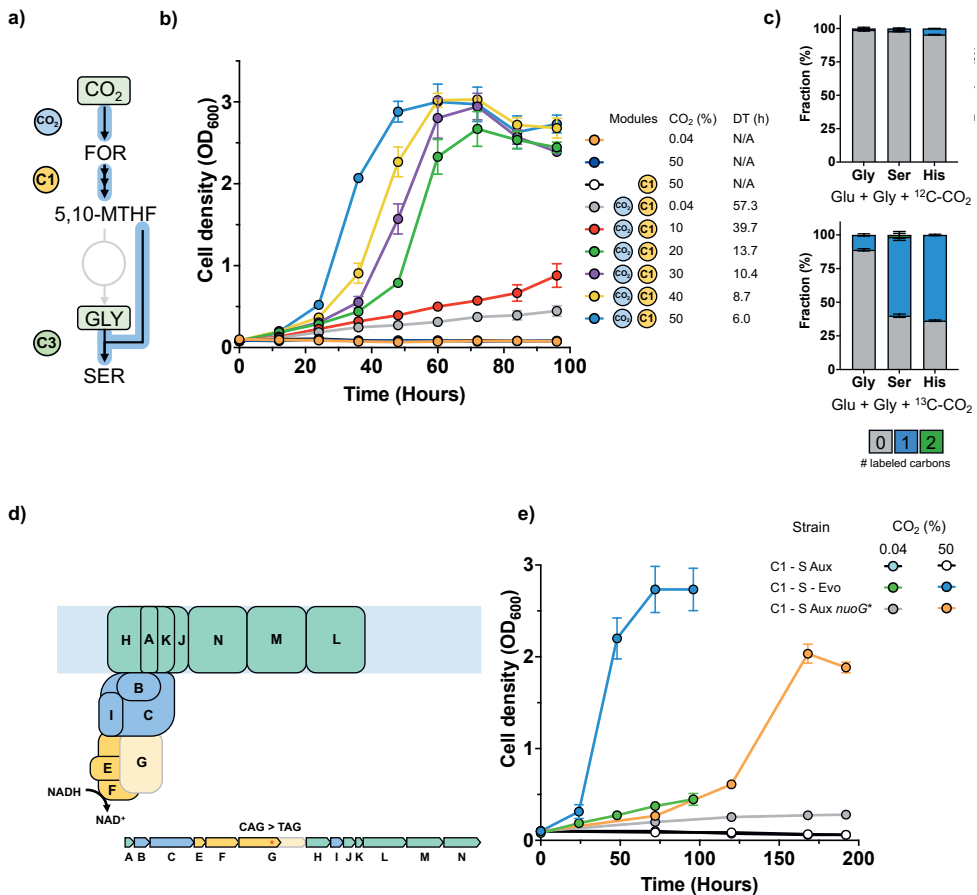 a)
CO₂
CO₂
FOR
C1
5,10-MTHF
GLY
C3
SER
b)
Cell density (OD₆₀₀)
3
2
1
0
0 20 40 60 80 100
Time (Hours)
Modules CO₂ (%) DT (h)
0.04 N/A
50 N/A
C1 50 N/A
CO₂ C1 0.04 57.3
CO₂ C1 10 39.7
CO₂ C1 20 13.7
CO₂ C1 30 10.4
CO₂ C1 40 8.7
CO₂ C1 50 6.0
c)
Fraction (%)
100
75
50
25
0
Gly Ser His
Glu + Gly + ¹²C-CO₂
Fraction (%)
100
75
50
25
0
Gly Ser His
Glu + Gly + ¹³C-CO₂
0 1 2
# labeled carbons
d)
H A K J N M L
B
I C
G
E
F
NADH
NAD⁺
CAG > TAG
*
A B C E F G H I J K L M N
e)
Strain CO₂ (%)
0.04 50
C1 - S Aux
C1 - S - Evo
C1 - S Aux nuoG*
Cell density (OD₆₀₀)
3
2
1
0
0 50 100 150 200
Time (Hours)